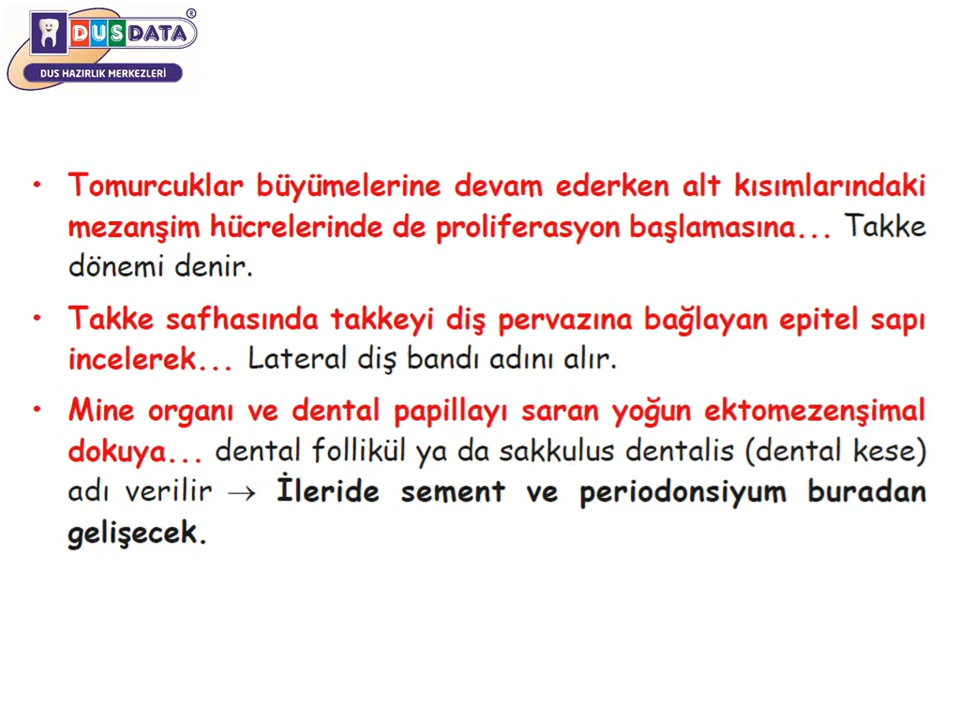 DUSDATA®
DUS HAZIRLIK MERKEZLERİ
• Tomurcuklar büyümelerine devam ederken alt kısımlarındaki
mezanşim hücrelerinde de proliferasyon başlamasına... Takke
dönemi denir.
• Takke safhasında takkeyi diş pervazına bağlayan epitel sapı
incelerek... Lateral diş bandı adını alır.
• Mine organı ve dental papillayı saran yoğun ektomezenşimal
dokuya... dental follikül ya da sakkulus dentalis (dental kese)
adı verilir → İleride sement ve periodonsiyum buradan
gelişecek.